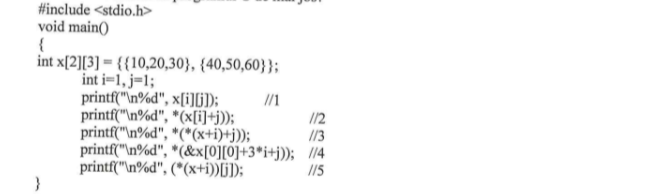 #include <stdio.h>
void main()
{
int x[2][3] = {{10,20,30}, {40,50,60}};
int i=1, j=1;
printf("\n%d", x[i][j]); //1
printf("\n%d", *(x[i]+j)); //2
printf("\n%d", *(*(x+i)+j)); //3
printf("\n%d", *(&x[0][0]+3*i+j)); //4
printf("\n%d", (*(x+i))[j]); //5
}